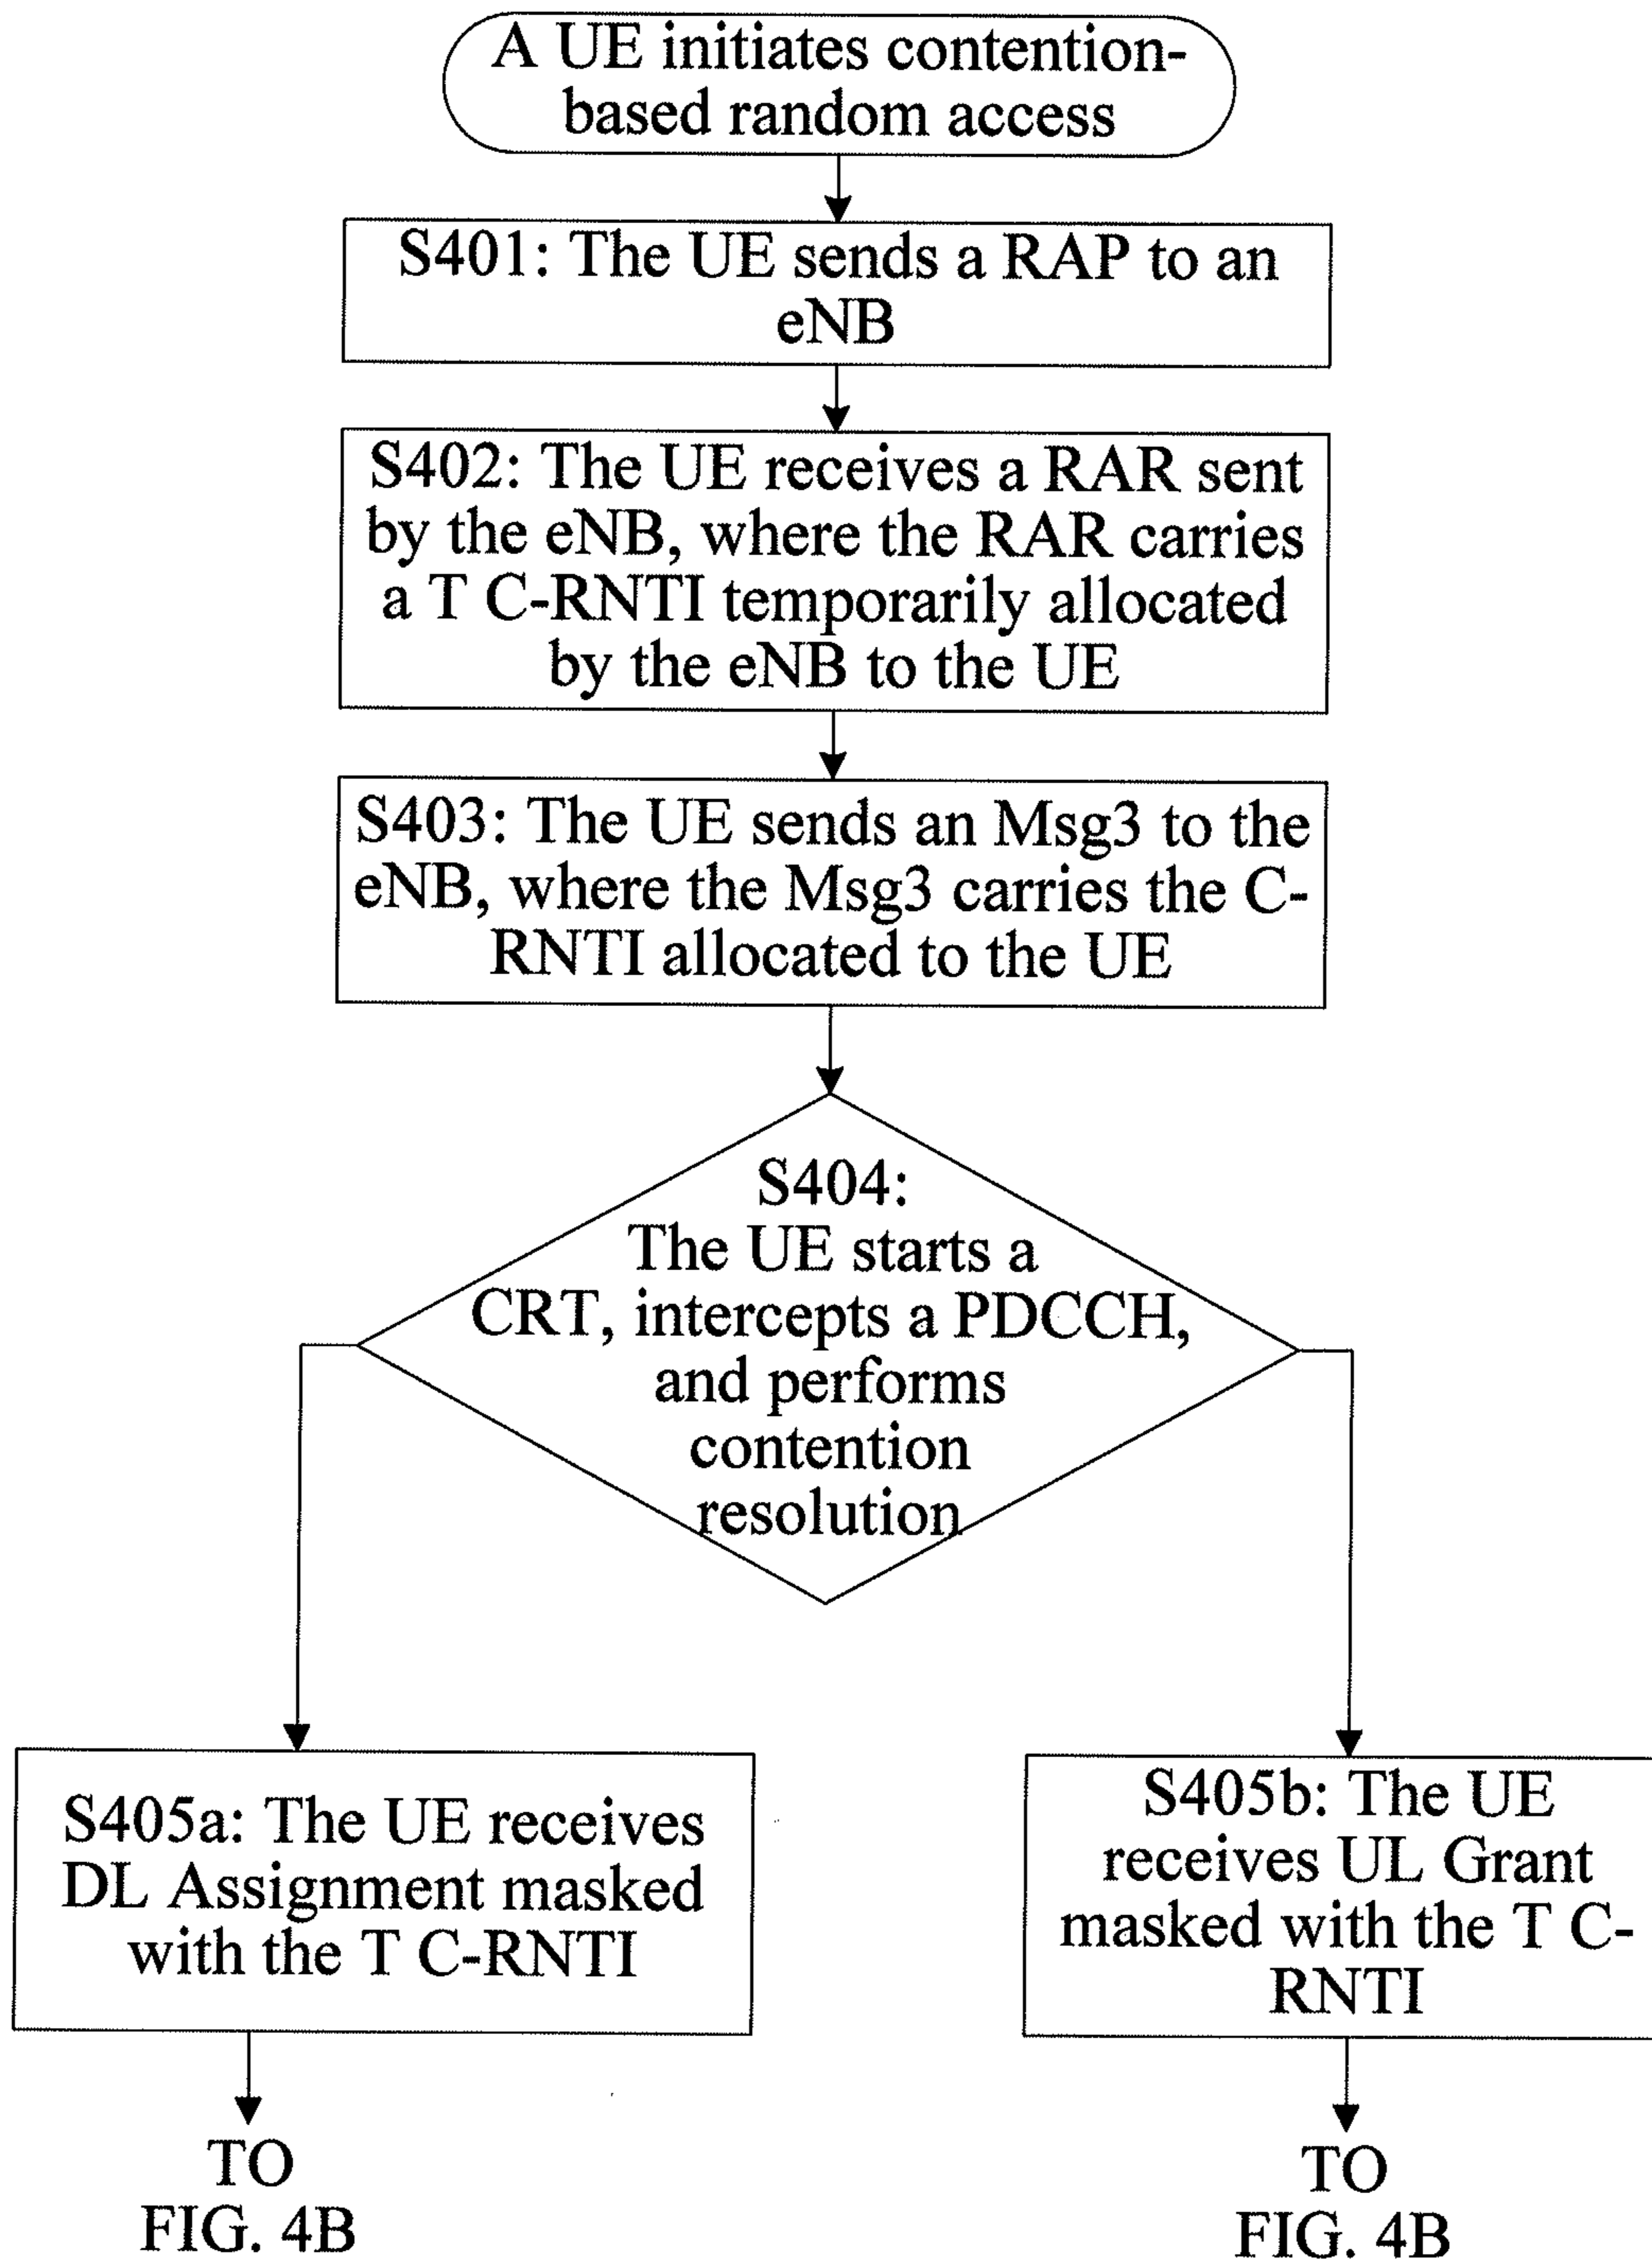 A UE initiates contention-
based random access
S401: The UE sends a RAP to an
eNB
S402: The UE receives a RAR sent
by the eNB, where the RAR carries
a T C-RNTI temporarily allocated
by the eNB to the UE
S403: The UE sends an Msg3 to the
eNB, where the Msg3 carries the C-
RNTI allocated to the UE
S404:
The UE starts a
CRT, intercepts a PDCCH,
and performs
contention
resolution
S405a: The UE receives
DL Assignment masked
with the T C-RNTI
S405b: The UE
receives UL Grant
masked with the T C-
RNTI
TO
FIG. 4B
TO
FIG. 4B